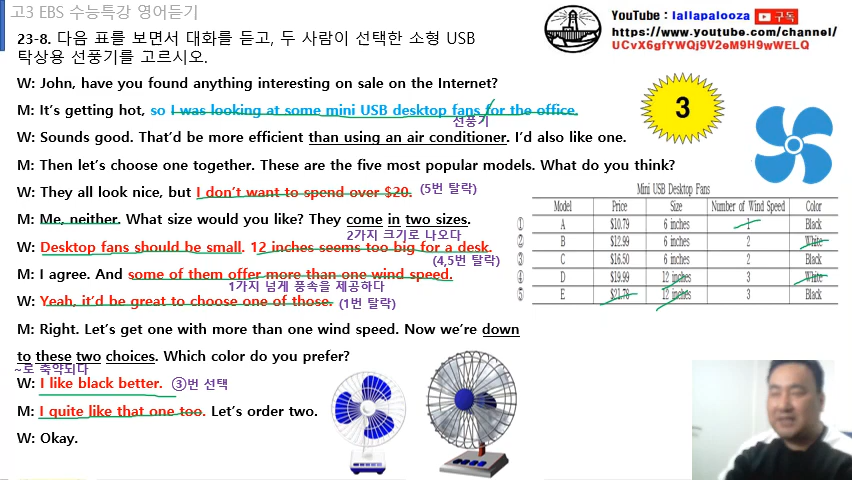 고3 EBS 수능특강 영어듣기
YouTube : lallapalooza 구독
https://www.youtube.com/channel/
UCvX6gfYWQj9V2eM9H9wWELQ
23-8. 다음 표를 보면서 대화를 듣고, 두 사람이 선택한 소형 USB
탁상용 선풍기를 고르시오.
3
W: John, have you found anything interesting on sale on the Internet?
M: It's getting hot, so I was looking at some mini USB desktop fans for the office.
선풍기
W: Sounds good. That'd be more efficient than using an air conditioner. I'd also like one.
M: Then let's choose one together. These are the five most popular models. What do you think?
W: They all look nice, but I don't want to spend over $20. (5번 탈락)
M: Me, neither. What size would you like? They come in two sizes.
2가지 크기로 나오다
W: Desktop fans should be small. 12 inches seems too big for a desk.
(4,5번 탈락)
M: I agree. And some of them offer more than one wind speed.
1가지 넘게 풍속을 제공하다
W: Yeah, it'd be great to choose one of those. (1번 탈락)
M: Right. Let's get one with more than one wind speed. Now we're down
to these two choices. Which color do you prefer?
~로 축약되다
W: I like black better. ③번 선택
M: I quite like that one too. Let's order two.
W: Okay.
Mini USB Desktop Fans
Model Price Size Number of Wind Speed Color
① A $10.79 6 inches 1 Black
② B $12.99 6 inches 2 White
③ C $16.50 6 inches 2 Black
④ D $19.99 12 inches 3 White
⑤ E $21.76 12 inches 3 Black